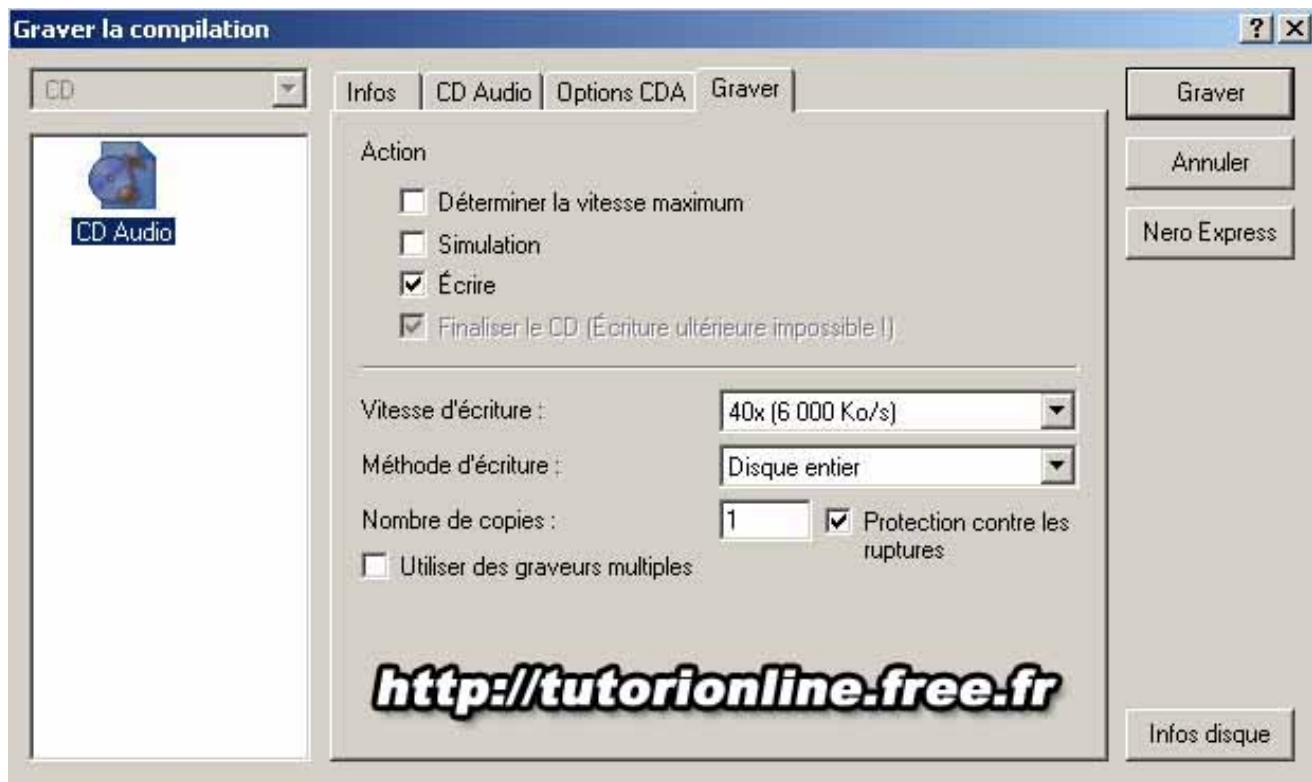 Graver la compilation
CD
CD Audio
Infos
CD Audio
Options CDA
Graver
Action
Déterminer la vitesse maximum
Simulation
Écrire
Finaliser le CD (Écriture ultérieure impossible !)
Vitesse d'écriture :
40x (6 000 Ko/s)
Méthode d'écriture :
Disque entier
Nombre de copies :
1
Protection contre les
ruptures
Utiliser des graveurs multiples
http://tutorionline.free.fr
Graver
Annuler
Nero Express
Infos disque